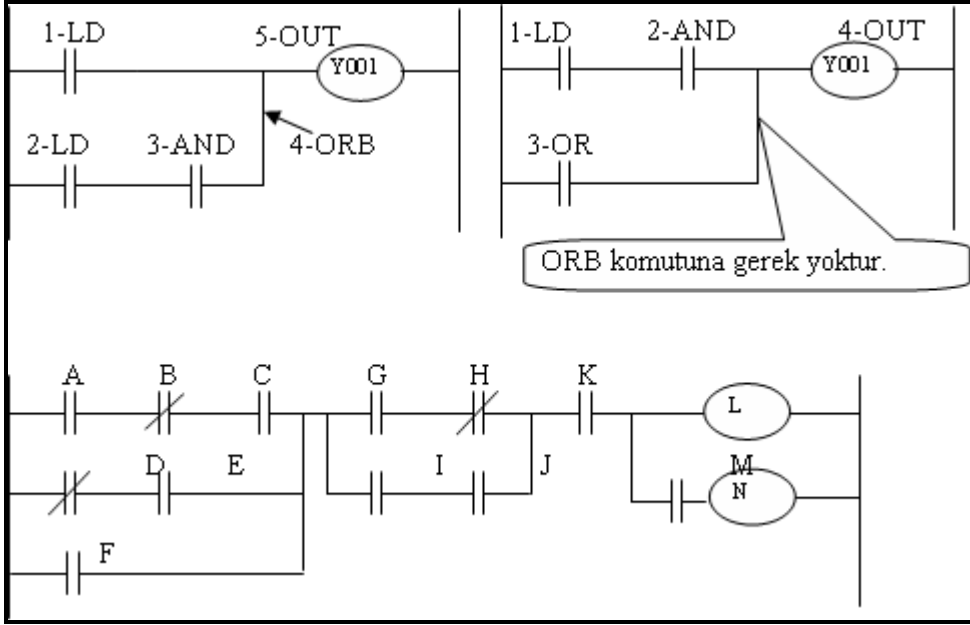 1-LD 5-OUT
Y001
2-LD 3-AND 4-ORB
1-LD 2-AND 4-OUT
Y001
3-OR
ORB komutuna gerek yoktur.
A B C G H K
L
D E I J M
N
F